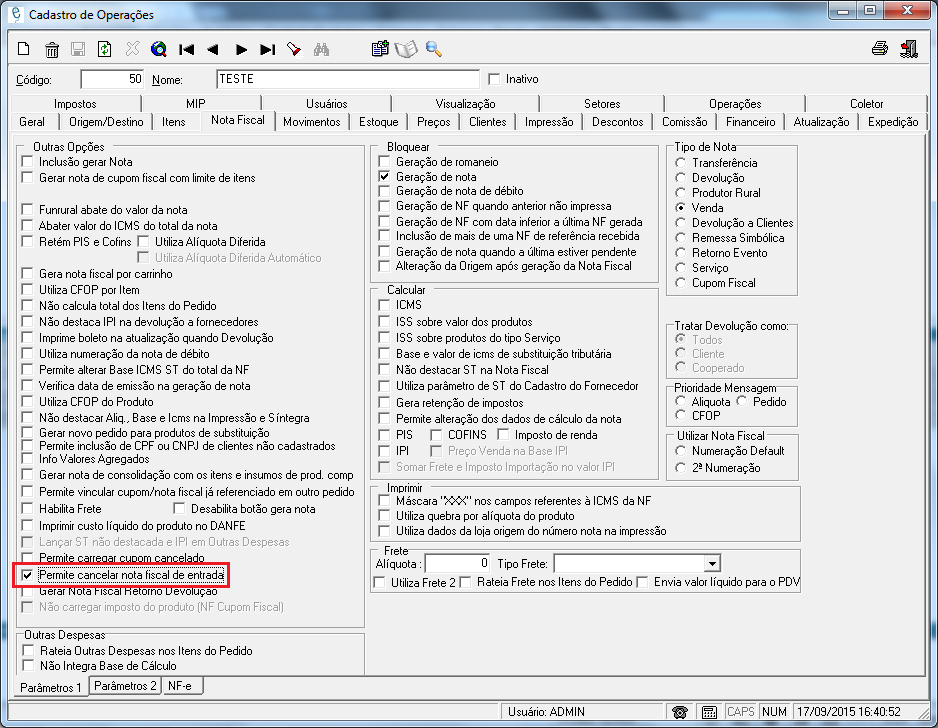 Cadastro de Operações
Código: 50 Nome: TESTE Inativo
Impostos MIP Usuários Visualização Setores Operações Coletor
Geral Origem/Destino Itens Nota Fiscal Movimentos Estoque Preços Clientes Impressão Descontos Comissão Financeiro Atualização Expedição
Outras Opções
Inclusão gerar Nota
Gerar nota de cupom fiscal com limite de itens
Funrural abate do valor da nota
Abater valor do ICMS do total da nota
Retém PIS e Cofins Utiliza Alíquota Diferida
Utiliza Alíquota Diferida Automático
Gera nota fiscal por carrinho
Utiliza CFOP por Item
Não calcula total dos Itens do Pedido
Não destaca IPI na devolução a fornecedores
Imprime boleto na atualização quando Devolução
Utiliza numeração da nota de débito
Permite alterar Base ICMS ST do total da NF
Verifica data de emissão na geração de nota
Utiliza CFOP do Produto
Não destacar Aliq., Base e Icms na Impressão e Síntegra
Gerar novo pedido para produtos de substituição
Permite inclusão de CPF ou CNPJ de clientes não cadastrados
Info Valores Agregados
Gerar nota de consolidação com os itens e insumos de prod. comp
Permite vincular cupom/nota fiscal já referenciado em outro pedido
Habilita Frete Desabilita botão gera nota
Imprimir custo líquido do produto no DANFE
Lançar ST não destacada e IPI em Outras Despesas
Permite carregar cupom cancelado
Permite cancelar nota fiscal de entrada
Gerar Nota Fiscal Retorno Devolução
Não carregar imposto do produto (NF Cupom Fiscal)
Outras Despesas
Rateia Outras Despesas nos Itens do Pedido
Não Integra Base de Cálculo
Bloquear
Geração de romaneio
Geração de nota
Geração de nota de débito
Geração de NF quando anterior não impressa
Geração de NF com data inferior a última NF gerada
Inclusão de mais de uma NF de referência recebida
Geração de nota quando a última estiver pendente
Alteração da Origem após geração da Nota Fiscal
Calcular
ICMS
ISS sobre valor dos produtos
ISS sobre produtos do tipo Serviço
Base e valor de icms de substituição tributária
Não destacar ST na Nota Fiscal
Utiliza parâmetro de ST do Cadastro do Fornecedor
Gera retenção de impostos
Permite alteração dos dados de cálculo da nota
PIS COFINS Imposto de renda
IPI Preço Venda na Base IPI
Somar Frete e Imposto Importação no valor IPI
Imprimir
Máscara "XXX" nos campos referentes à ICMS da NF
Utiliza quebra por alíquota do produto
Utiliza dados da loja origem do número nota na impressão
Frete
Alíquota : 0 Tipo Frete:
Utiliza Frete 2 Rateia Frete nos Itens do Pedido Envia valor líquido para o PDV
Tipo de Nota
Transferência
Devolução
Produtor Rural
Venda
Devolução a Clientes
Remessa Simbólica
Retorno Evento
Serviço
Cupom Fiscal
Tratar Devolução como:
Todos
Cliente
Cooperado
Prioridade Mensagem
Aliquota Pedido
CFOP
Utilizar Nota Fiscal
Numeração Default
2ª Numeração
Parâmetros 1 Parâmetros 2 NF-e
Usuário: ADMIN CAPS NUM 17/09/2015 16:40:52